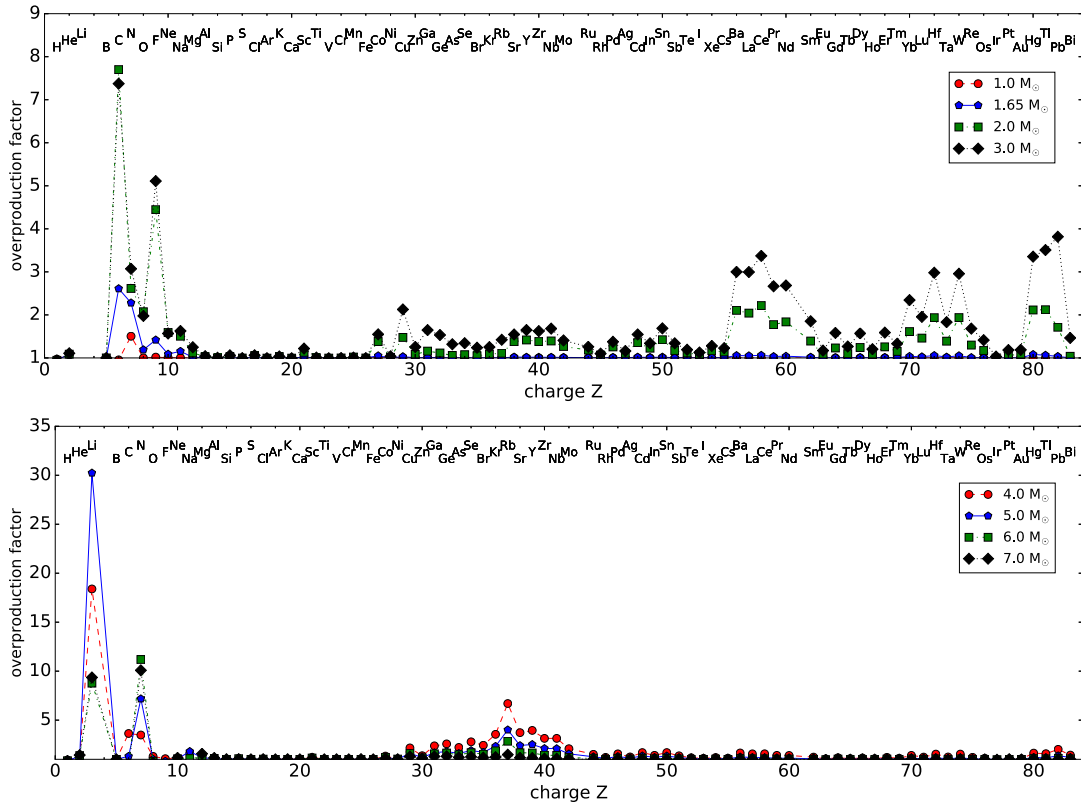 9
8
7
6
5
4
3
2
1
overproduction factor
H He Li B C N O F Ne Na Mg Al Si P S Cl Ar K Ca Sc Ti V Cr Mn Fe Co Ni Cu Zn Ga Ge As Se Br Kr Rb Sr Y Zr Nb Mo Ru Rh Pd Ag Cd In Sn Sb Te I Xe Cs Ba La Ce Pr Nd Sm Eu Gd Tb Dy Ho Er Tm Yb Lu Hf Ta W Re Os Ir Pt Au Hg Tl Pb Bi
1.0 M☉
1.65 M☉
2.0 M☉
3.0 M☉
0 10 20 30 40 50 60 70 80
charge Z
35
30
25
20
15
10
5
overproduction factor
H He Li B C N O F Ne Na Mg Al Si P S Cl Ar K Ca Sc Ti V Cr Mn Fe Co Ni Cu Zn Ga Ge As Se Br Kr Rb Sr Y Zr Nb Mo Ru Rh Pd Ag Cd In Sn Sb Te I Xe Cs Ba La Ce Pr Nd Sm Eu Gd Tb Dy Ho Er Tm Yb Lu Hf Ta W Re Os Ir Pt Au Hg Tl Pb Bi
4.0 M☉
5.0 M☉
6.0 M☉
7.0 M☉
0 10 20 30 40 50 60 70 80
charge Z